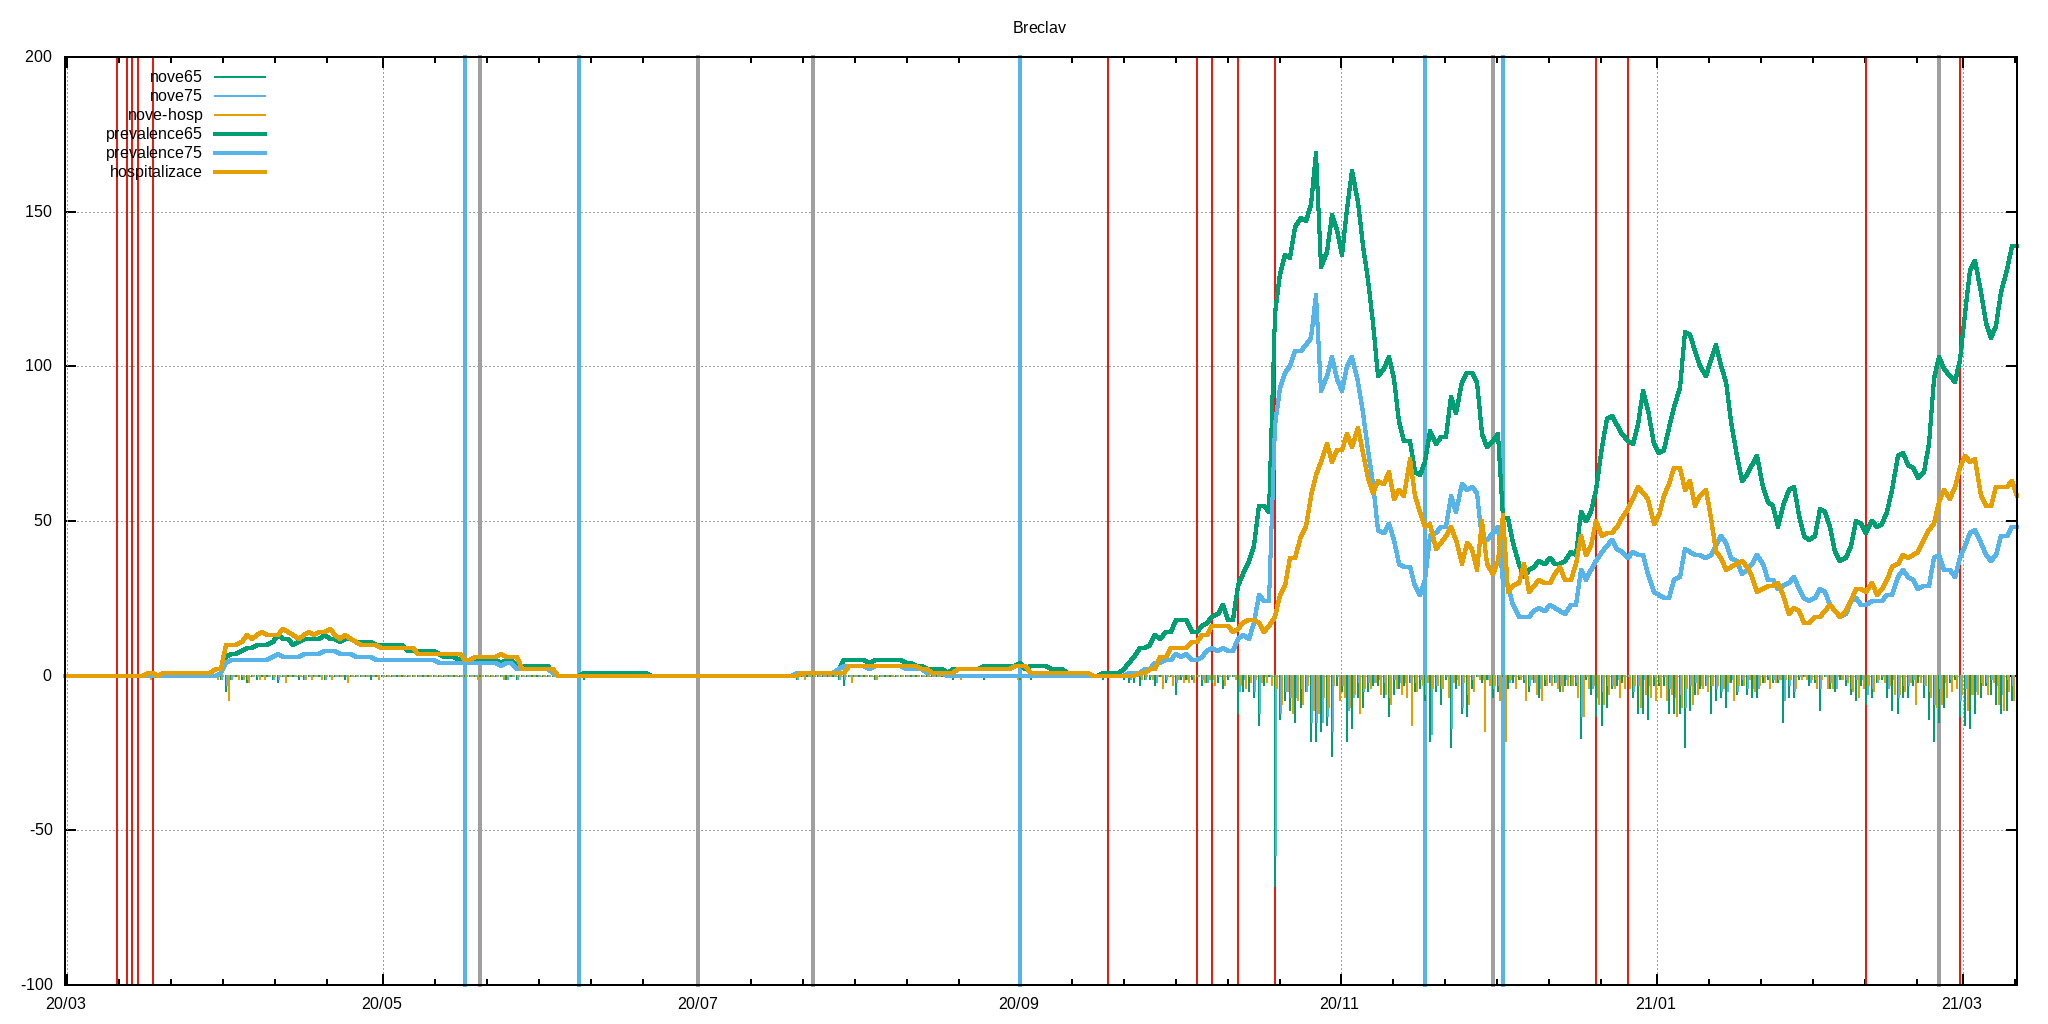 Breclav
200
nove65
nove75
nove-hosp
prevalence65
prevalence75
hospitalizace
150
100
50
0
-50
-100
20/03 20/05 20/07 20/09 20/11 21/01 21/03